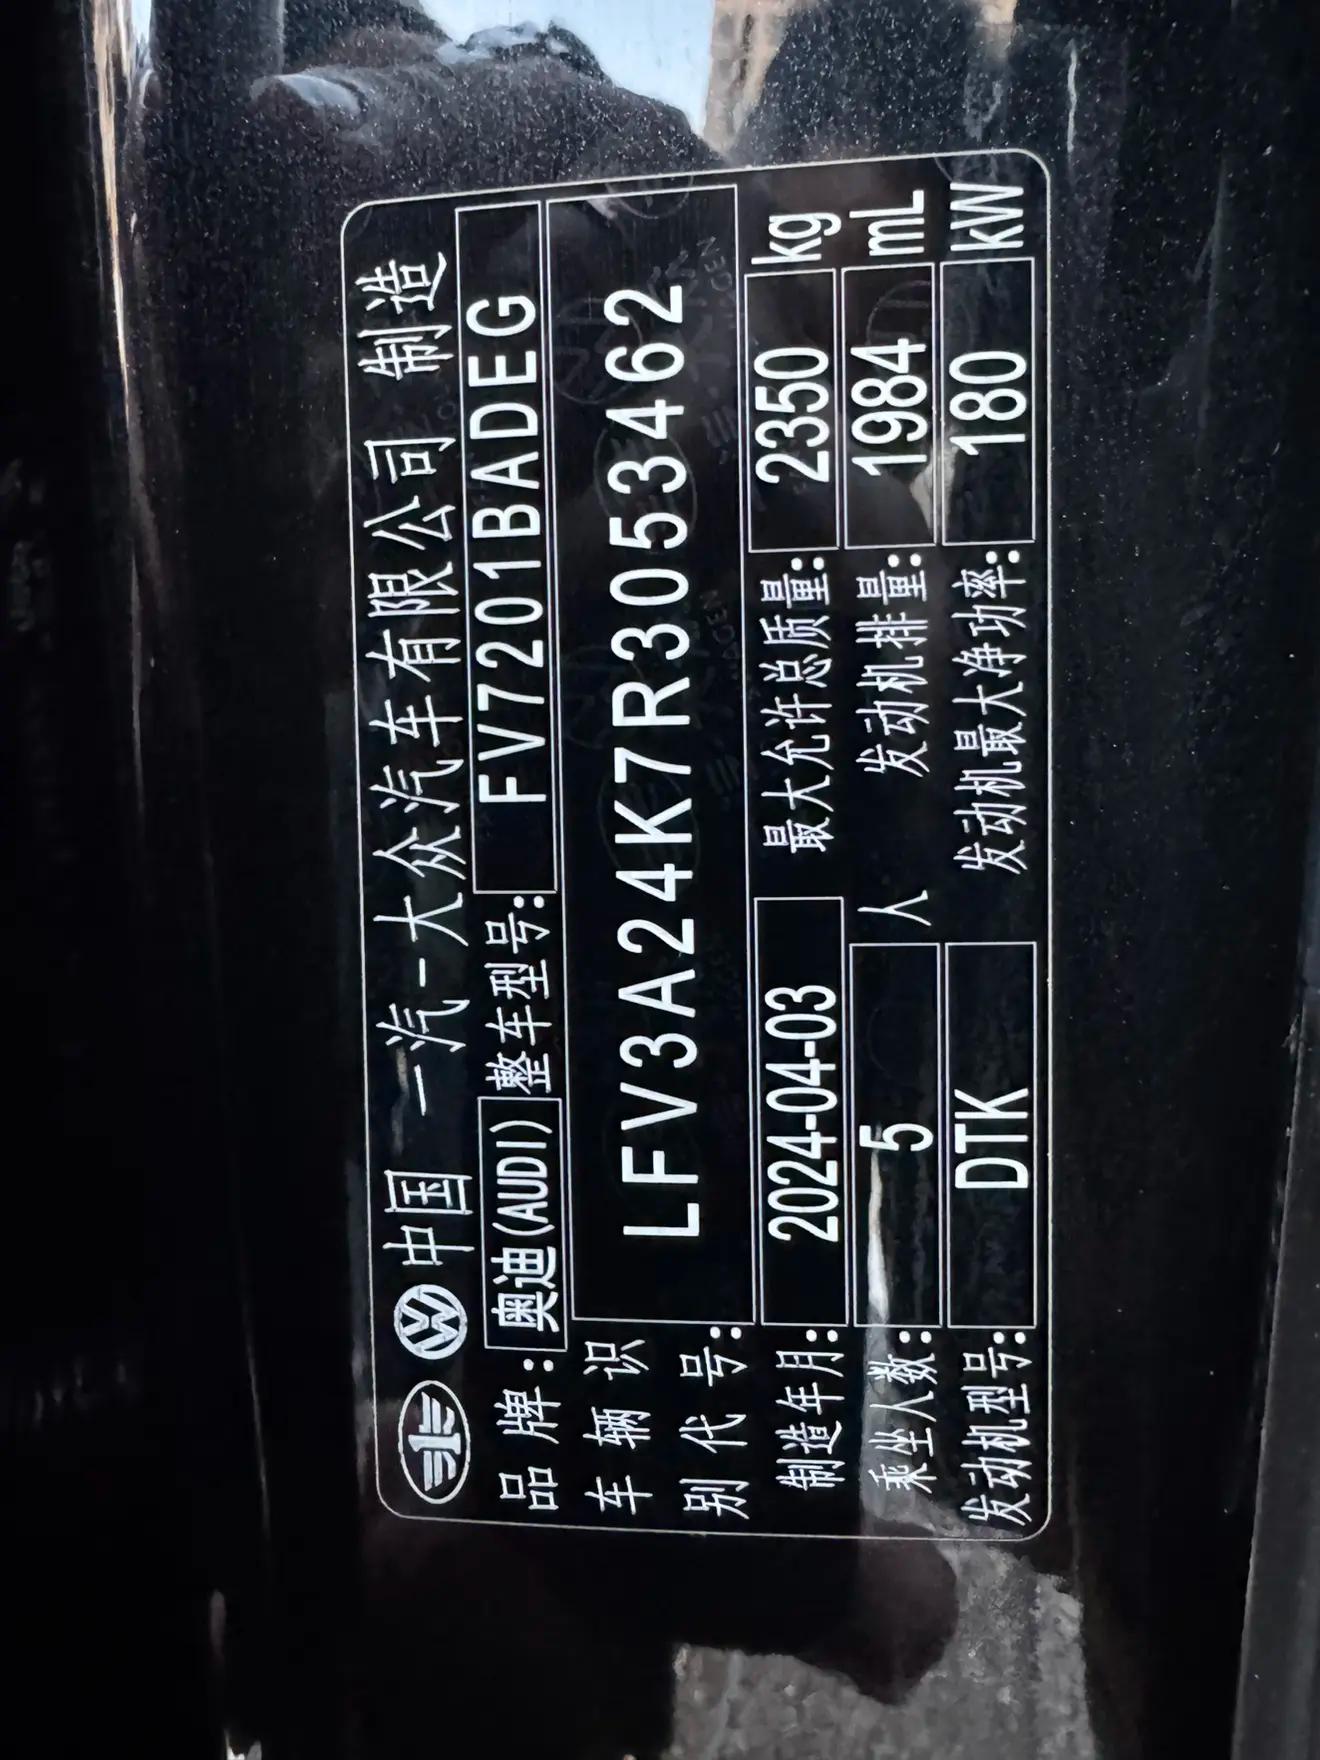 中国 一汽-大众汽车有限公司 制造
品牌: 奥迪(AUDI) 整车型号: FV7201BADEG
车辆识别代号: LFV3A24K7R3053462
制造年月: 2024-04-03 最大允许总质量: 2350 kg
乘坐人数: 5 人 发动机排量: 1984 mL
发动机型号: DTK 发动机最大净功率: 180 kW